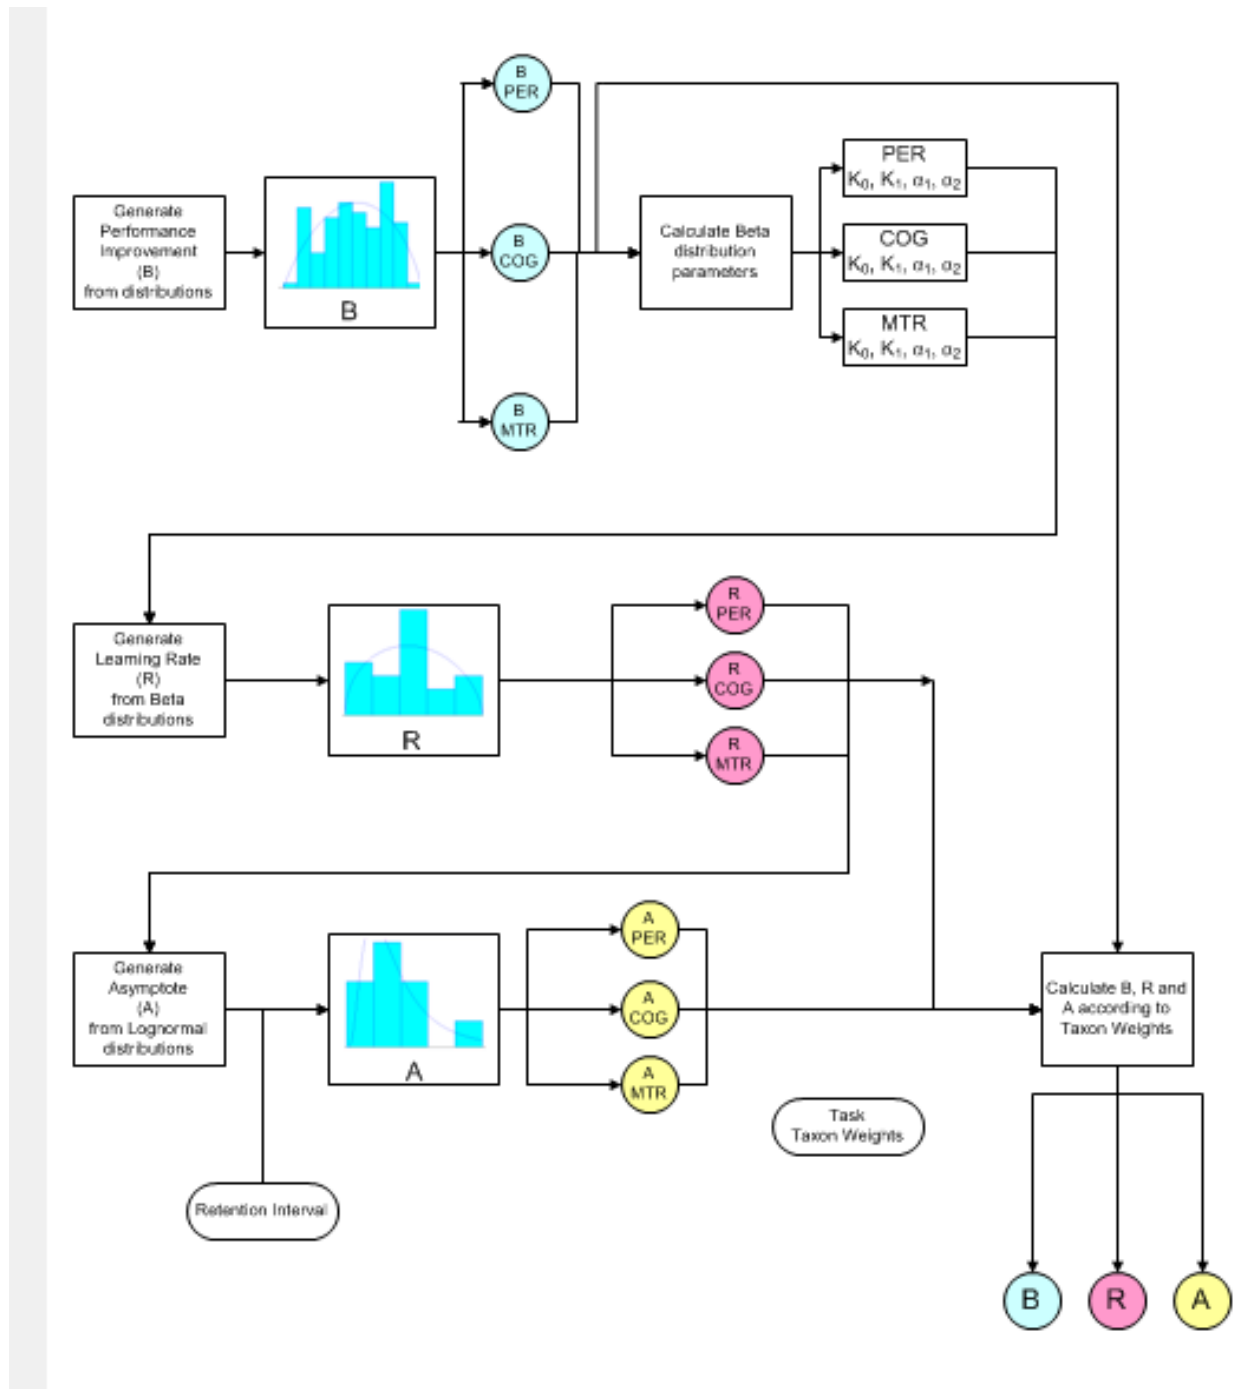 B
PER
Generate
Performance
Improvement
(B)
from distributions
B
B
COG
B
MTR
Calculate Beta
distribution
parameters
PER
K₀, K₁, α₁, α₂
COG
K₀, K₁, α₁, α₂
MTR
K₀, K₁, α₁, α₂
Generate
Learning Rate
(R)
from Beta
distributions
R
R
PER
R
COG
R
MTR
Generate
Asymptote
(A)
from Lognormal
distributions
A
A
PER
A
COG
A
MTR
Calculate B, R and
A according to
Taxon Weights
Task
Taxon Weights
Retention Interval
B
R
A